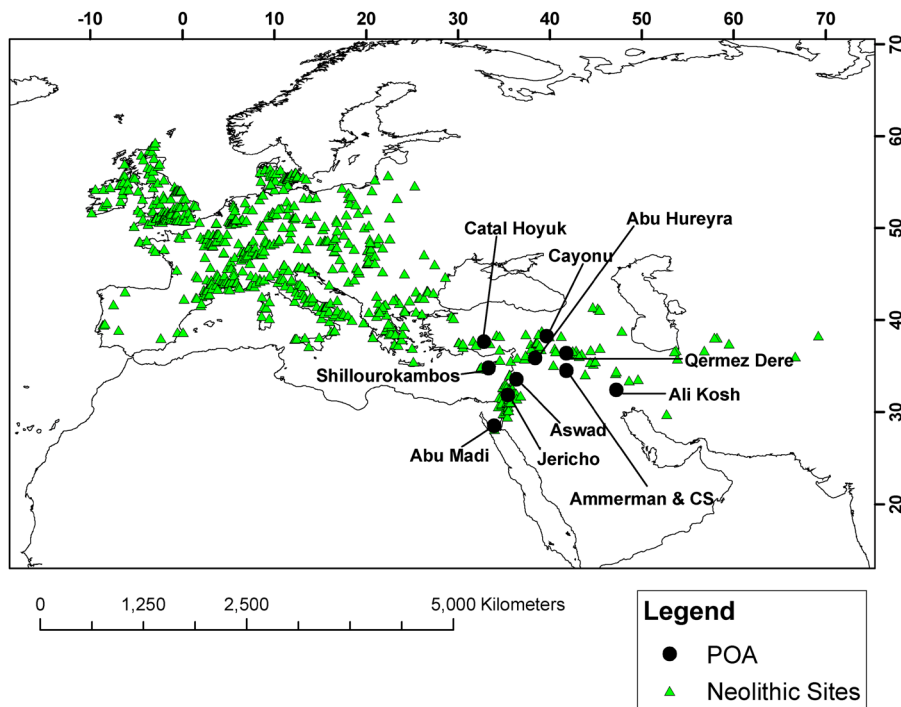 -10 0 10 20 30 40 50 60 70
70
60
50
40
30
20
Catal Hoyuk
Abu Hureyra
Cayonu
Shillourokambos
Qermez Dere
Ali Kosh
Abu Madi
Aswad
Jericho
Ammerman & CS
0 1,250 2,500 5,000 Kilometers
Legend
POA
Neolithic Sites